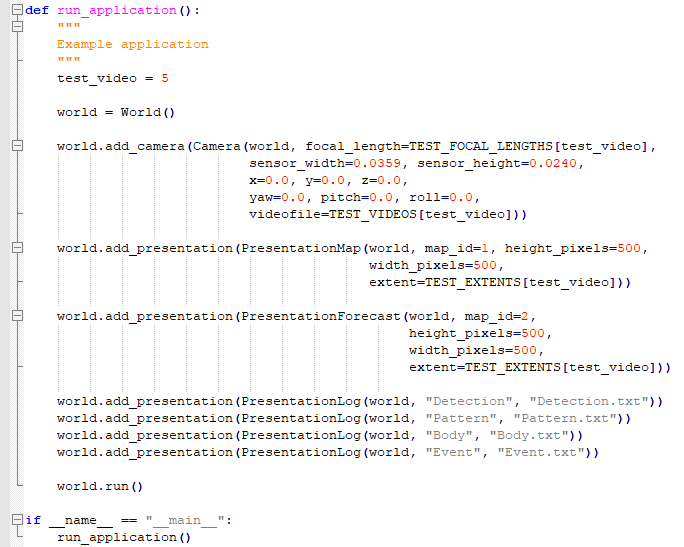 def run_application():
    """
    Example application
    """
    test_video = 5

    world = World()

    world.add_camera(Camera(world, focal_length=TEST_FOCAL_LENGTHS[test_video],
                            sensor_width=0.0359, sensor_height=0.0240,
                            x=0.0, y=0.0, z=0.0,
                            yaw=0.0, pitch=0.0, roll=0.0,
                            videofile=TEST_VIDEOS[test_video]))

    world.add_presentation(PresentationMap(world, map_id=1, height_pixels=500,
                                           width_pixels=500,
                                           extent=TEST_EXTENTS[test_video]))

    world.add_presentation(PresentationForecast(world, map_id=2,
                                                height_pixels=500,
                                                width_pixels=500,
                                                extent=TEST_EXTENTS[test_video]))

    world.add_presentation(PresentationLog(world, "Detection", "Detection.txt"))
    world.add_presentation(PresentationLog(world, "Pattern", "Pattern.txt"))
    world.add_presentation(PresentationLog(world, "Body", "Body.txt"))
    world.add_presentation(PresentationLog(world, "Event", "Event.txt"))

    world.run()

if __name__ == "__main__":
    run_application()